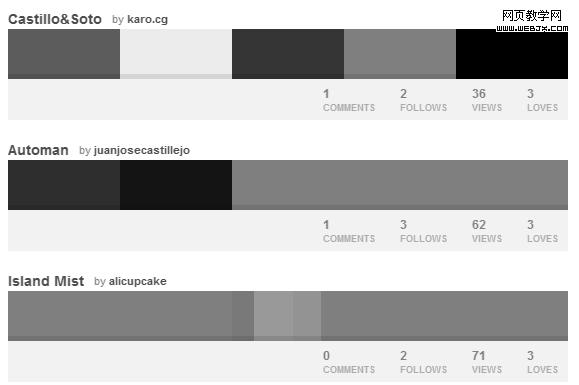 Castillo&Soto by karo.cg
网页教学网
www.webjx.com
1 2 36 3
COMMENTS FOLLOWS VIEWS LOVES
Automan by juanjosecastillejo
1 3 62 3
COMMENTS FOLLOWS VIEWS LOVES
Island Mist by alicupcake
0 2 71 3
COMMENTS FOLLOWS VIEWS LOVES